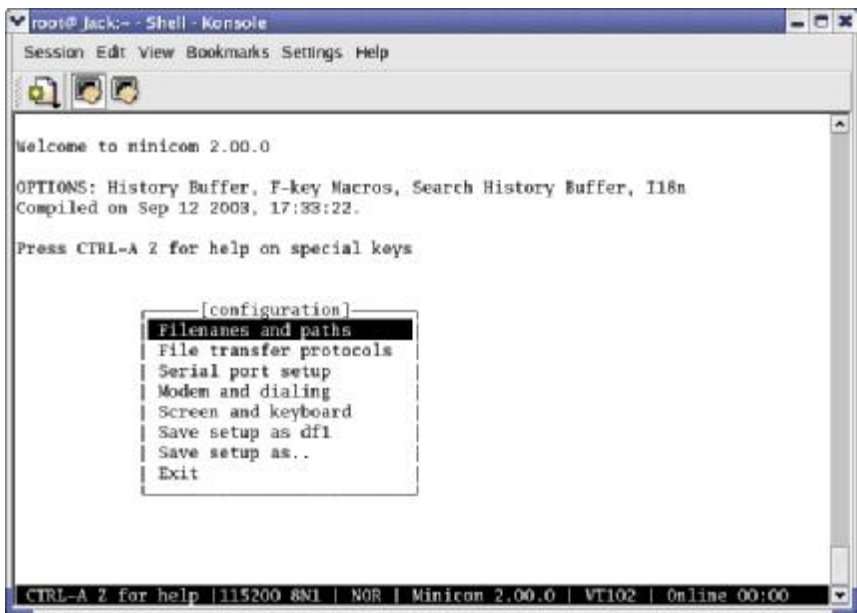 root@ Jack:~ - Shell - Konsole
Session Edit View Bookmarks Settings Help
Welcome to minicom 2.00.0
OPTIONS: History Buffer, F-key Macros, Search History Buffer, I18n
Compiled on Sep 12 2003, 17:33:22.
Press CTRL-A Z for help on special keys
[configuration]
Filenames and paths
File transfer protocols
Serial port setup
Modem and dialing
Screen and keyboard
Save setup as df1
Save setup as..
Exit
CTRL-A Z for help |115200 8N1 | NOR | Minicom 2.00.0 | VT102 | Online 00:00